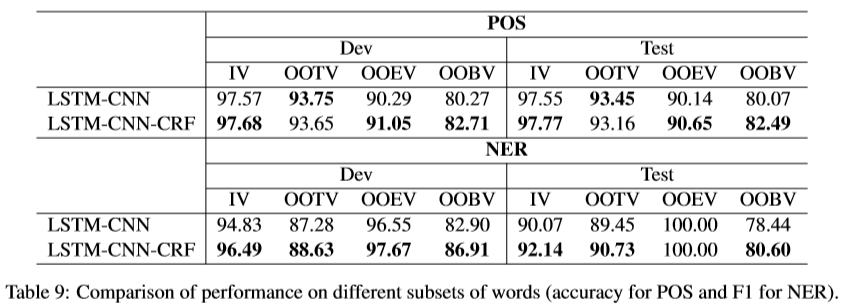 POS
Dev Test
IV OOTV OOEV OOBV IV OOTV OOEV OOBV
LSTM-CNN 97.57 93.75 90.29 80.27 97.55 93.45 90.14 80.07
LSTM-CNN-CRF 97.68 93.65 91.05 82.71 97.77 93.16 90.65 82.49
NER
Dev Test
IV OOTV OOEV OOBV IV OOTV OOEV OOBV
LSTM-CNN 94.83 87.28 96.55 82.90 90.07 89.45 100.00 78.44
LSTM-CNN-CRF 96.49 88.63 97.67 86.91 92.14 90.73 100.00 80.60
Table 9: Comparison of performance on different subsets of words (accuracy for POS and F1 for NER).